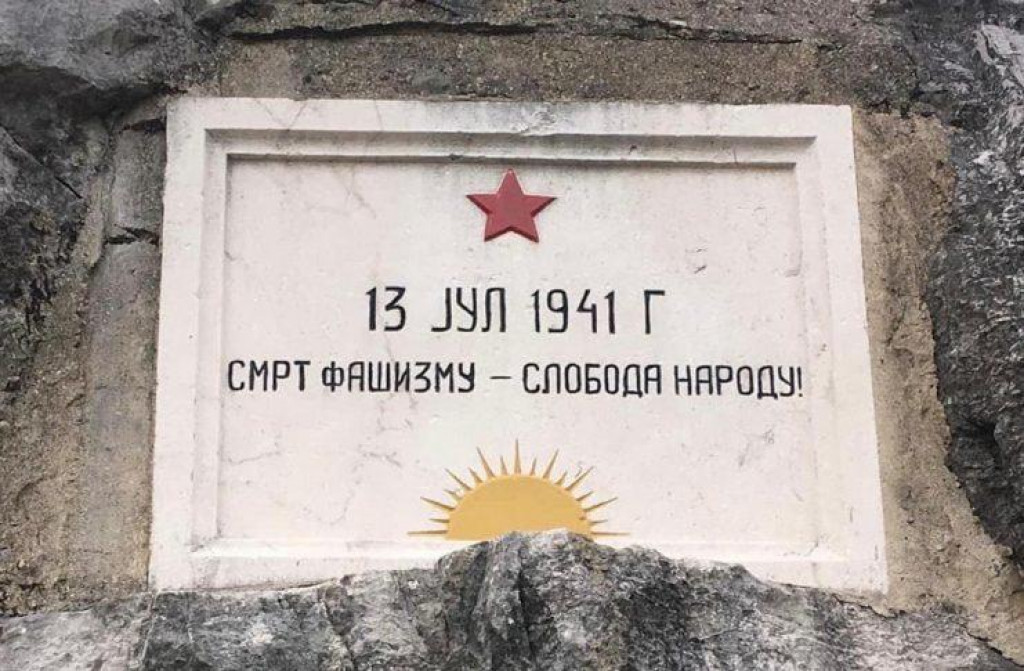 13 ЈУЛ 1941 Г
СМРТ ФАШИЗМУ – СЛОБОДА НАРОДУ!